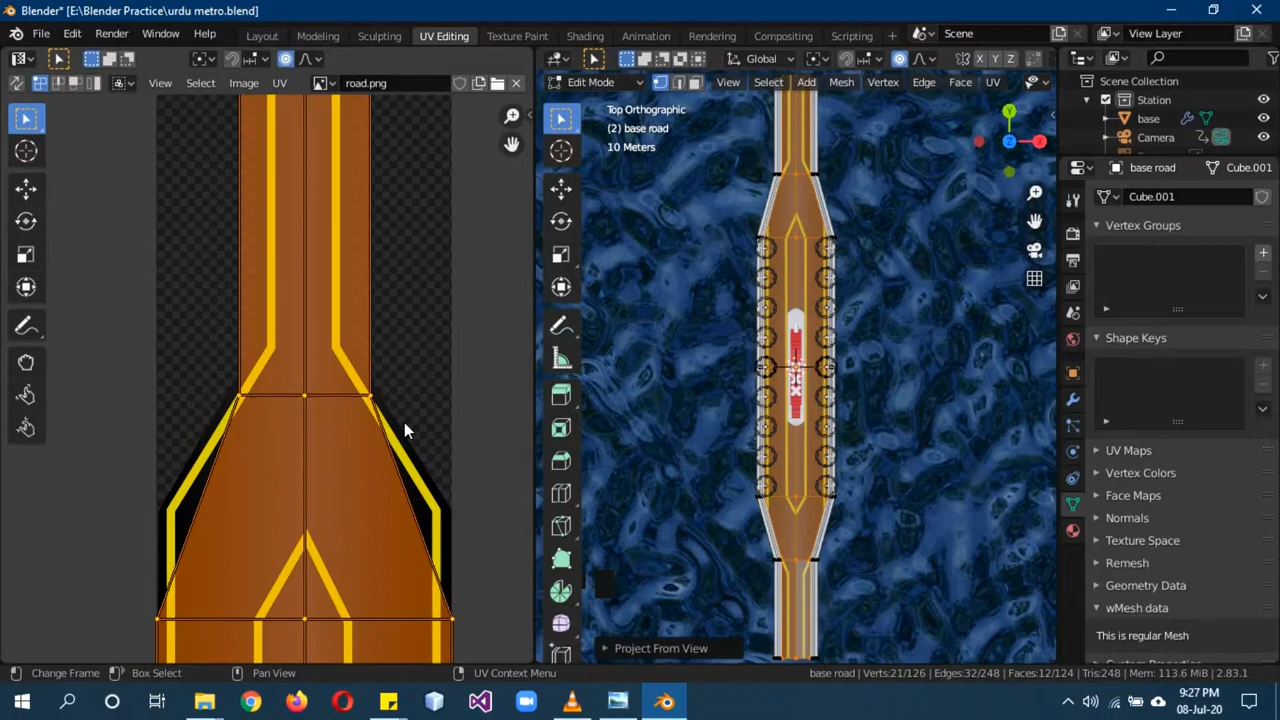 Blender* [E:\Blender Practice\urdu metro.blend]
File Edit Render Window Help Layout Modeling Sculpting UV Editing Texture Paint Shading Animation Rendering Compositing Scripting + Scene View Layer
Global X Y Z
View Select Image UV road.png Edit Mode View Select Add Mesh Vertex Edge Face UV
Scene Collection
Station
base
Camera
Top Orthographic
(2) base road
10 Meters
Y
X
Z
base road Cube.001
Cube.001
Vertex Groups
Shape Keys
UV Maps
Vertex Colors
Face Maps
Normals
Texture Space
Remesh
Geometry Data
wMesh data
This is regular Mesh
Project From View
Change Frame Box Select Pan View UV Context Menu base road | Verts:21/126 | Edges:32/248 | Faces:12/124 | Tris:248 | Mem: 113.6 MiB | 2.83.1
9:27 PM
08-Jul-20